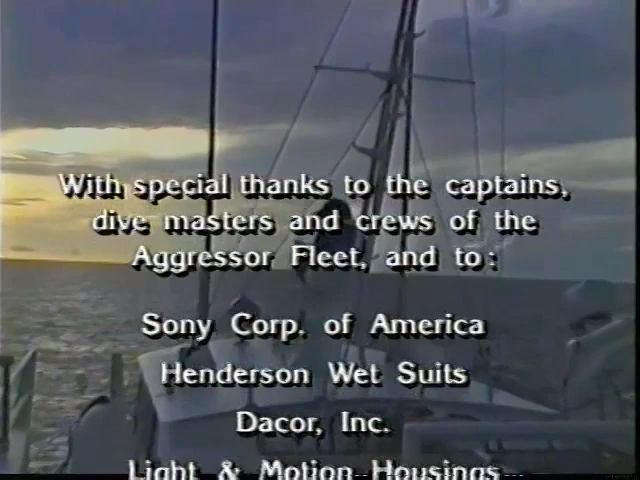 With special thanks to the captains,
dive masters and crews of the
Aggressor Fleet, and to:
Sony Corp. of America
Henderson Wet Suits
Dacor, Inc.
Light & Motion Housings